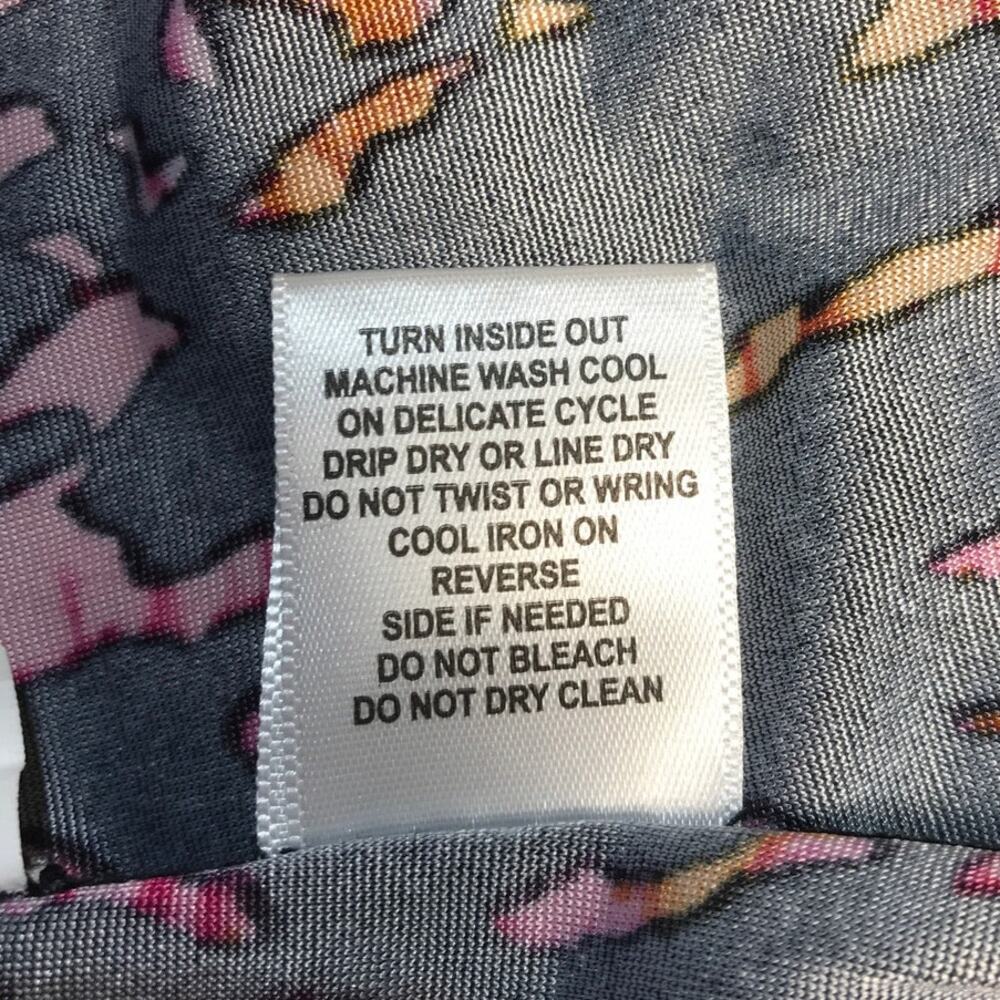 TURN INSIDE OUT
MACHINE WASH COOL
ON DELICATE CYCLE
DRIP DRY OR LINE DRY
DO NOT TWIST OR WRING
COOL IRON ON
REVERSE
SIDE IF NEEDED
DO NOT BLEACH
DO NOT DRY CLEAN